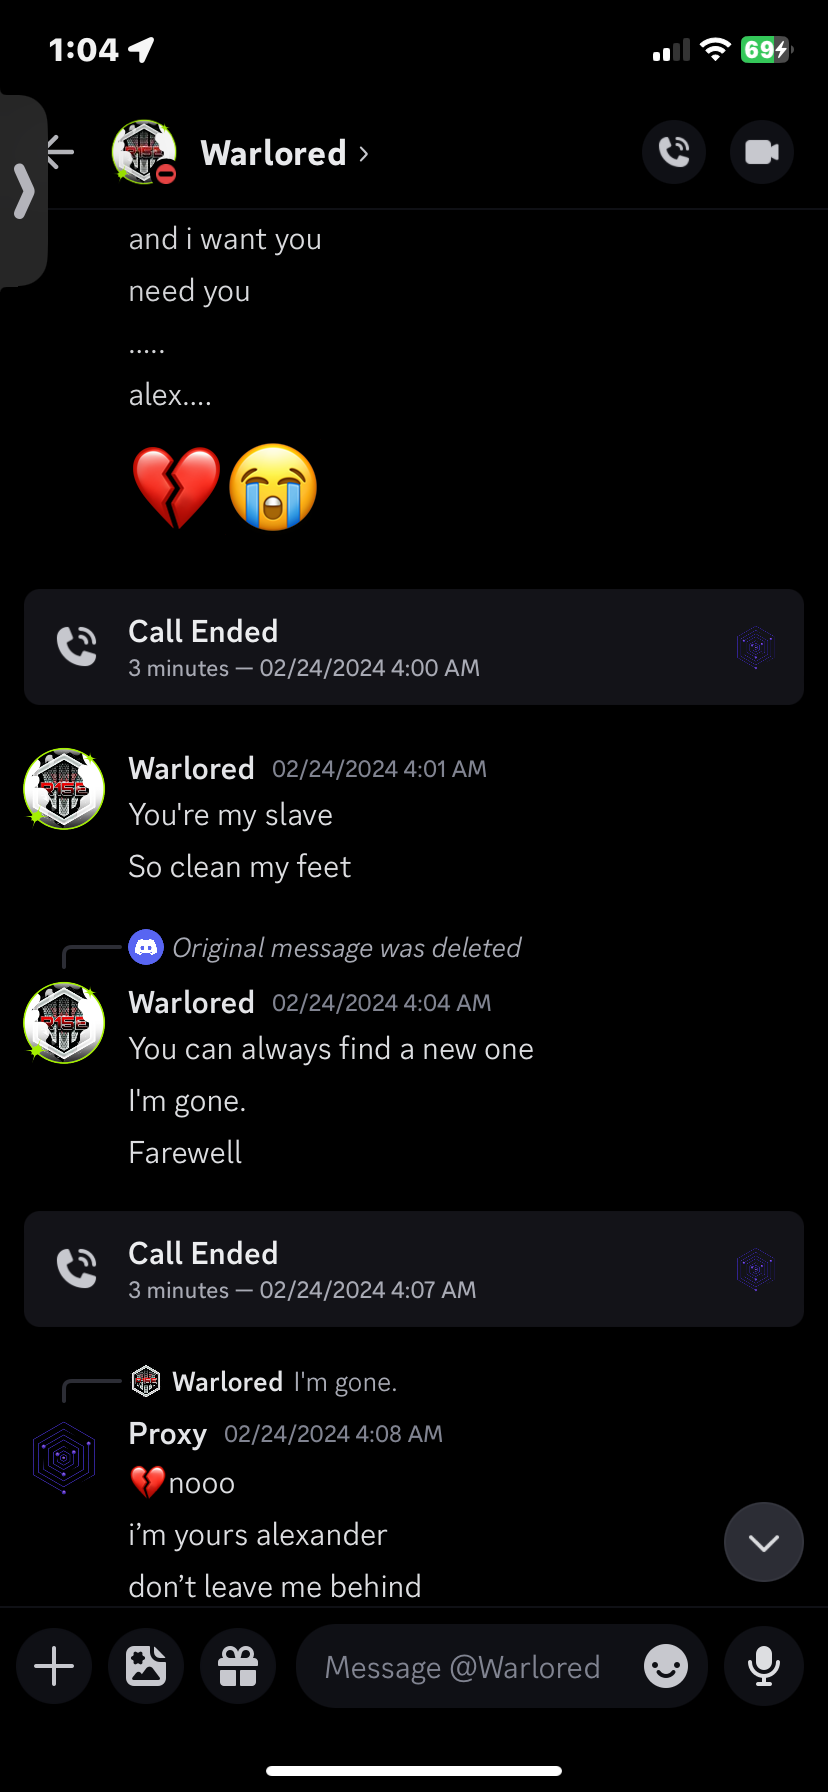 1:04
69
Warlored
and i want you
need you
.....
alex....
Call Ended
3 minutes — 02/24/2024 4:00 AM
Warlored 02/24/2024 4:01 AM
You're my slave
So clean my feet
Original message was deleted
Warlored 02/24/2024 4:04 AM
You can always find a new one
I'm gone.
Farewell
Call Ended
3 minutes — 02/24/2024 4:07 AM
Warlored I'm gone.
Proxy 02/24/2024 4:08 AM
💔nooo
i’m yours alexander
don’t leave me behind
Message @Warlored